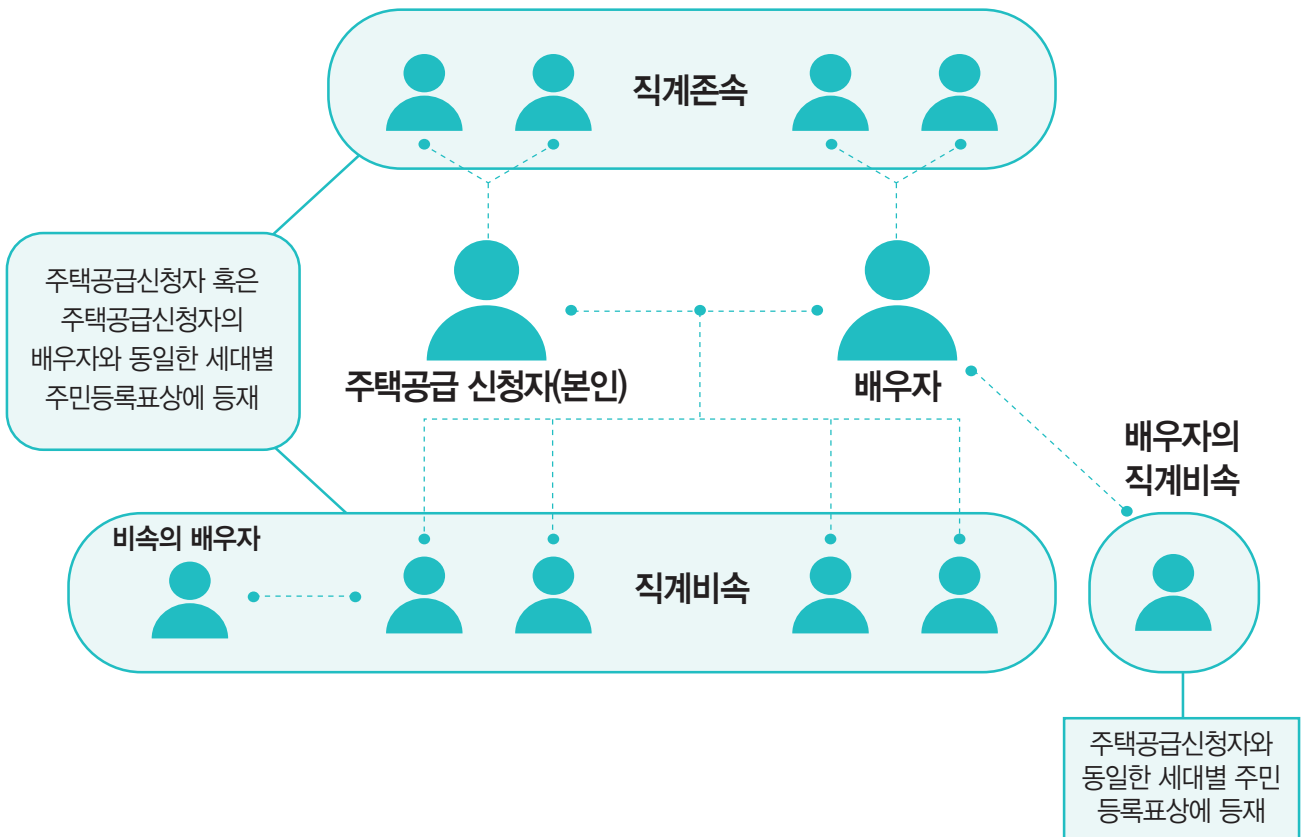 직계존속
주택공급신청자 혹은
주택공급신청자의
배우자와 동일한 세대별
주민등록표상에 등재
주택공급 신청자(본인)
배우자
배우자의
직계비속
비속의 배우자
직계비속
주택공급신청자와
동일한 세대별 주민
등록표상에 등재